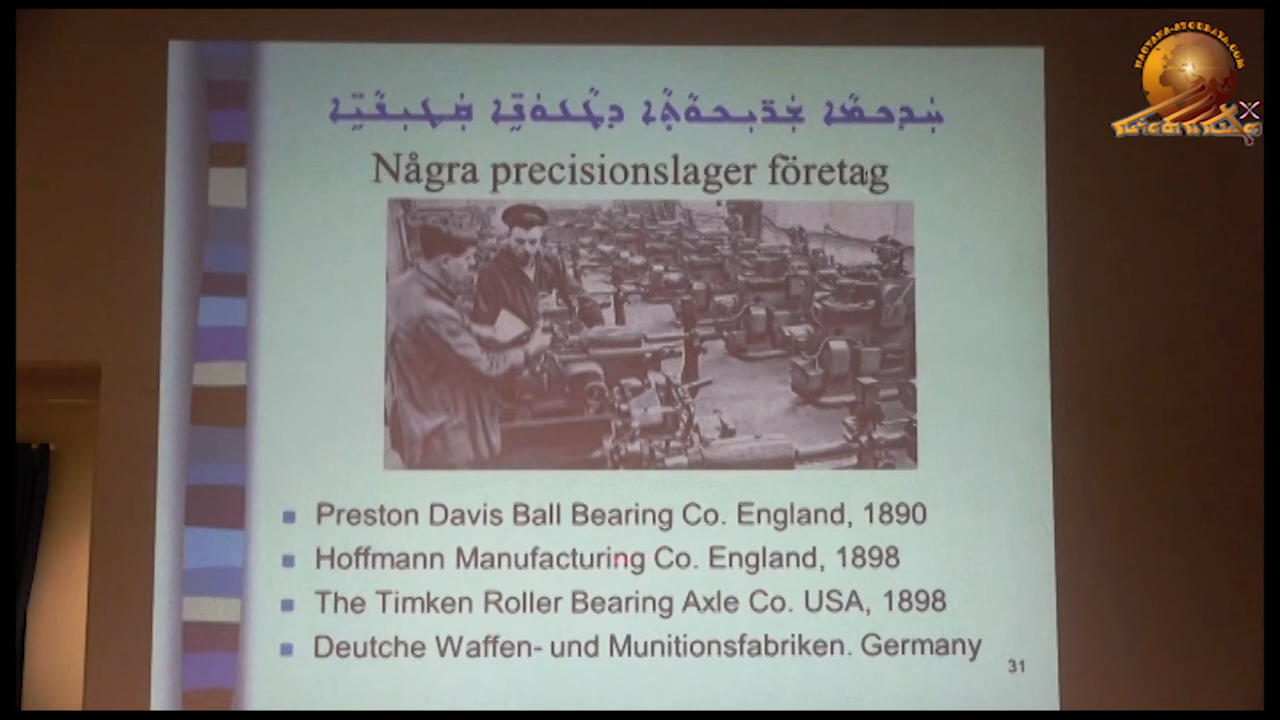 Några precisionslager företag
Preston Davis Ball Bearing Co. England, 1890
Hoffmann Manufacturing Co. England, 1898
The Timken Roller Bearing Axle Co. USA, 1898
Deutche Waffen- und Munitionsfabriken. Germany
31